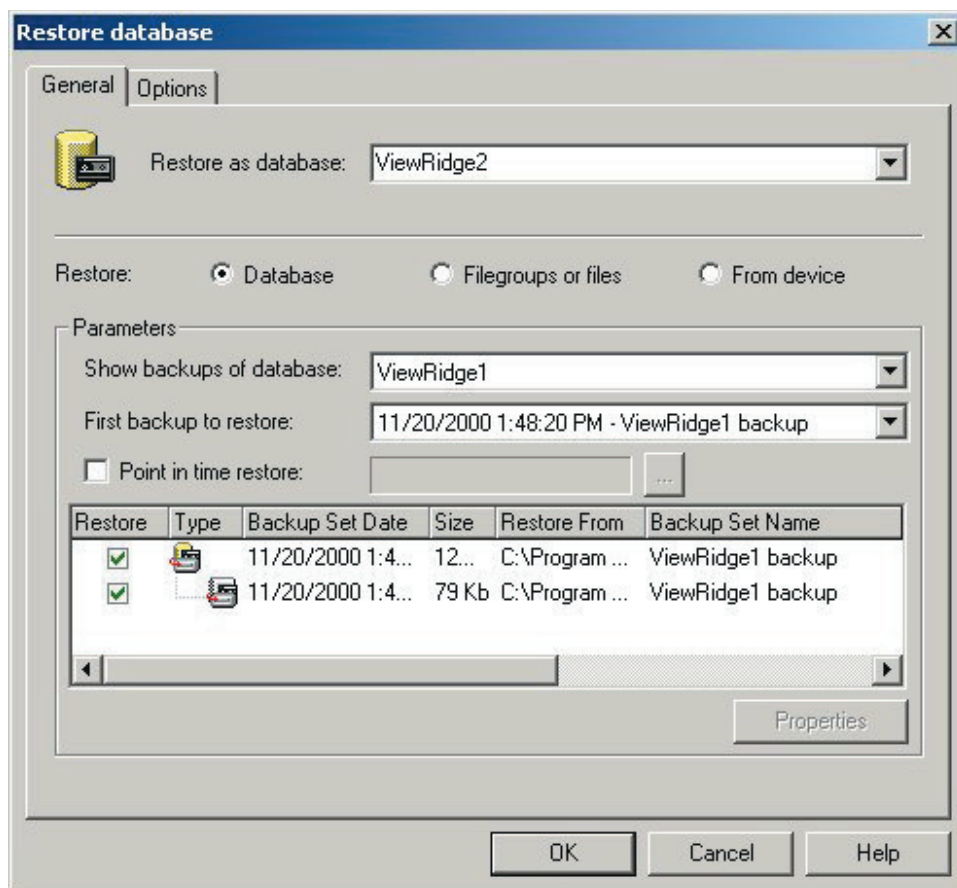 Restore database
General Options
Restore as database: ViewRidge2
Restore: Database Filegroups or files From device
Parameters
Show backups of database: ViewRidge1
First backup to restore: 11/20/2000 1:48:20 PM - ViewRidge1 backup
Point in time restore: ...
Restore Type Backup Set Date Size Restore From Backup Set Name
11/20/2000 1:4... 12... C:\Program ... ViewRidge1 backup
11/20/2000 1:4... 79 Kb C:\Program ... ViewRidge1 backup
Properties
OK Cancel Help